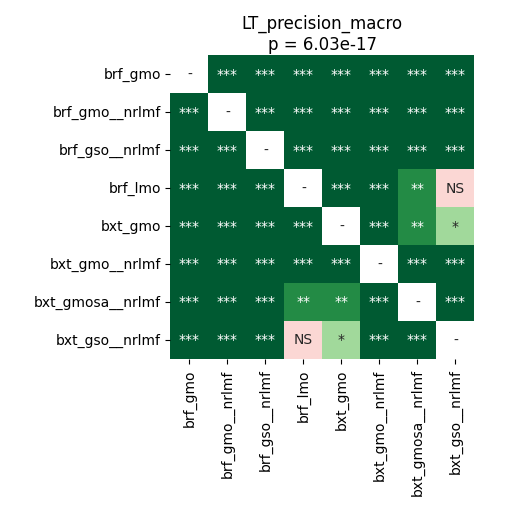 LT_precision_macro
p = 6.03e-17
brf_gmo - *** *** *** *** *** *** ***
brf_gmo__nrlmf *** - *** *** *** *** *** ***
brf_gso__nrlmf *** *** - *** *** *** *** ***
brf_lmo *** *** *** - *** *** ** NS
bxt_gmo *** *** *** *** - *** ** *
bxt_gmo__nrlmf *** *** *** *** *** - *** ***
bxt_gmosa__nrlmf *** *** *** ** ** *** - ***
bxt_gso__nrlmf *** *** *** NS * *** *** -
brf_gmo
brf_gmo__nrlmf
brf_gso__nrlmf
brf_lmo
bxt_gmo
bxt_gmo__nrlmf
bxt_gmosa__nrlmf
bxt_gso__nrlmf